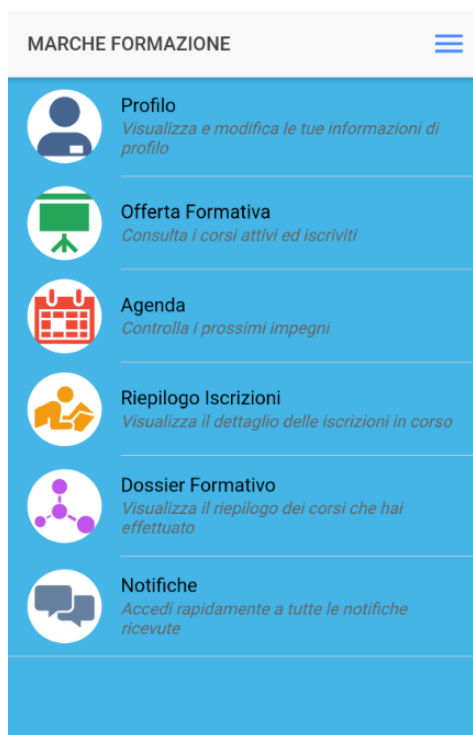 MARCHE FORMAZIONE
Profilo
Visualizza e modifica le tue informazioni di
profilo
Offerta Formativa
Consulta i corsi attivi ed iscriviti
Agenda
Controlla i prossimi impegni
Riepilogo Iscrizioni
Visualizza il dettaglio delle iscrizioni in corso
Dossier Formativo
Visualizza il riepilogo dei corsi che hai
effettuato
Notifiche
Accedi rapidamente a tutte le notifiche
ricevute